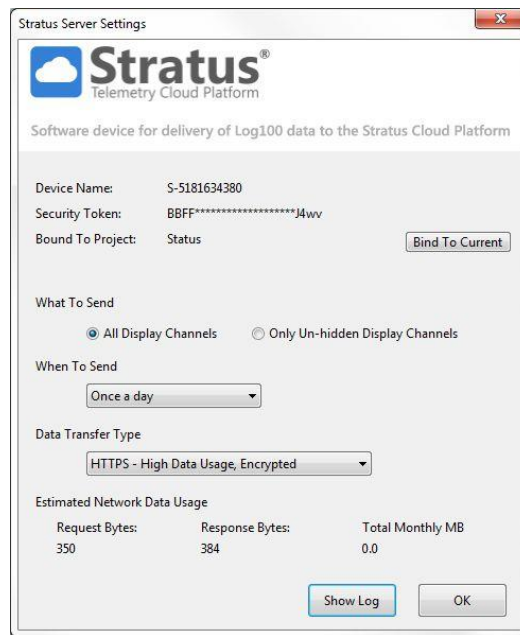 Stratus Server Settings
Stratus®
Telemetry Cloud Platform
Software device for delivery of Log100 data to the Stratus Cloud Platform
Device Name: S-5181634380
Security Token: BBFF*******************J4wv
Bound To Project: Status Bind To Current
What To Send
All Display Channels Only Un-hidden Display Channels
When To Send
Once a day
Data Transfer Type
HTTPS - High Data Usage, Encrypted
Estimated Network Data Usage
Request Bytes: Response Bytes: Total Monthly MB
350 384 0.0
Show Log OK